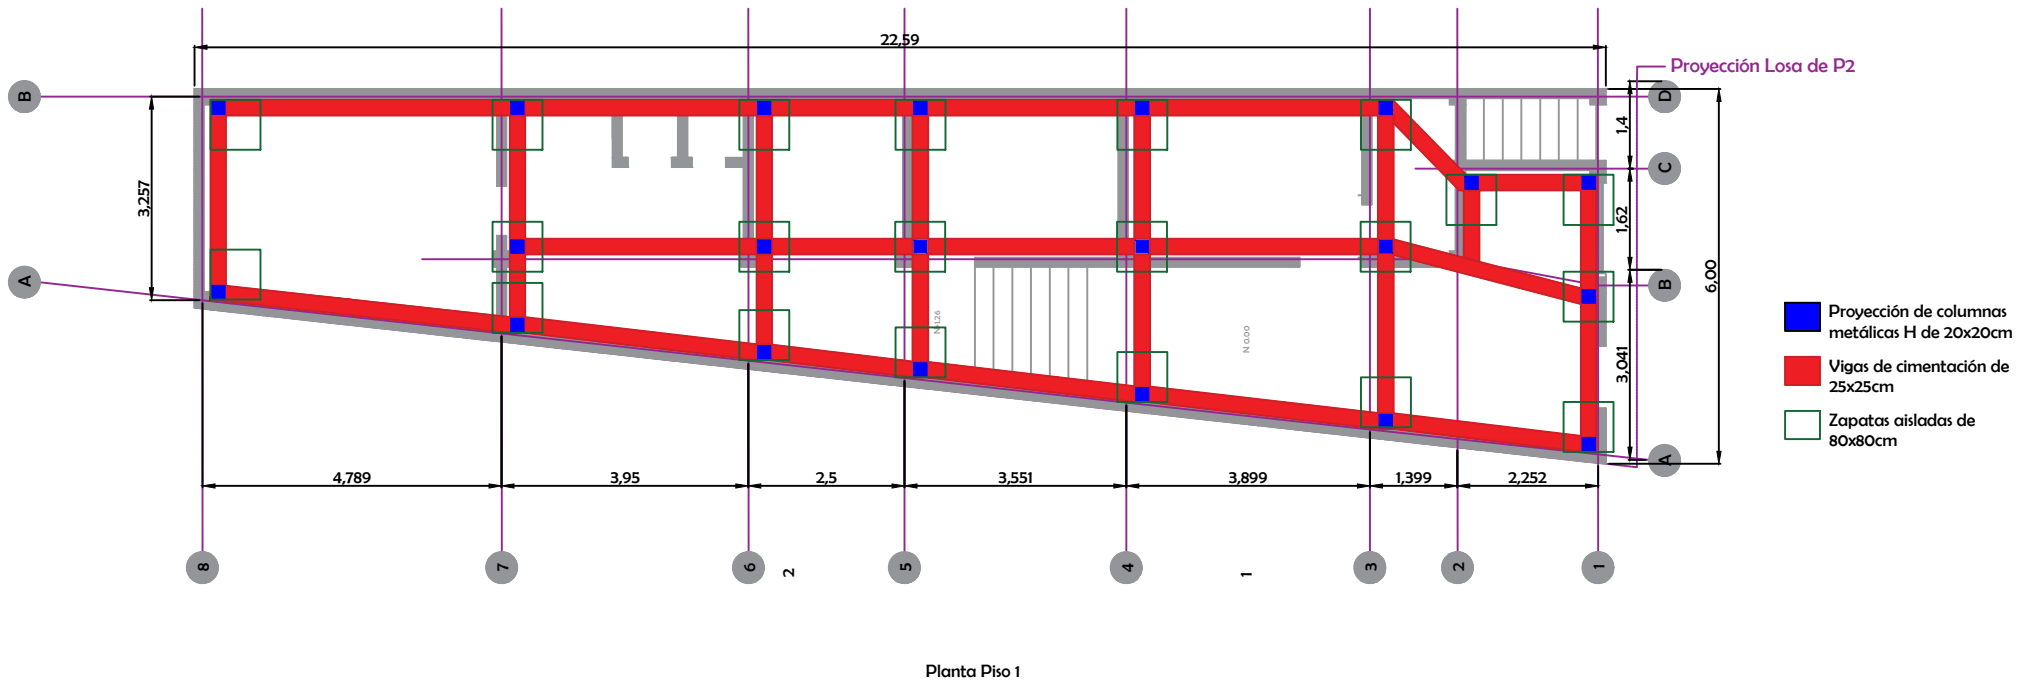 22,59
Proyección Losa de P2
B
D
1,4
C
3,257
1,62
6,00
A
B
Proyección de columnas
metálicas H de 20x20cm
N 0.00
3,041
Vigas de cimentación de
25x25cm
Zapatas aisladas de
80x80cm
A
4,789
3,95
2,5
3,551
3,899
1,399
2,252
8
7
6
2
5
4
1
3
2
1
Planta Piso 1